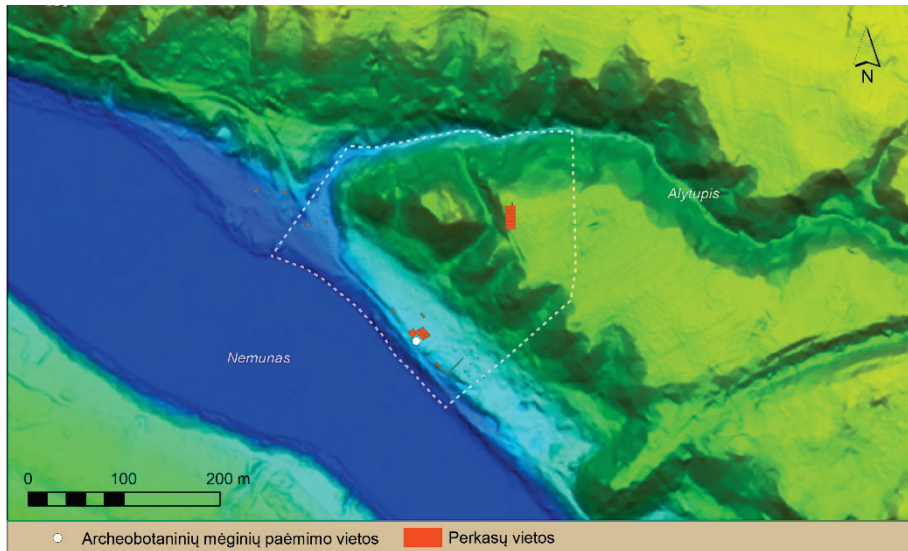 N
Alytupis
Nemunas
0 100 200 m
Archeobotaninių mėginių paėmimo vietos Perkasų vietos